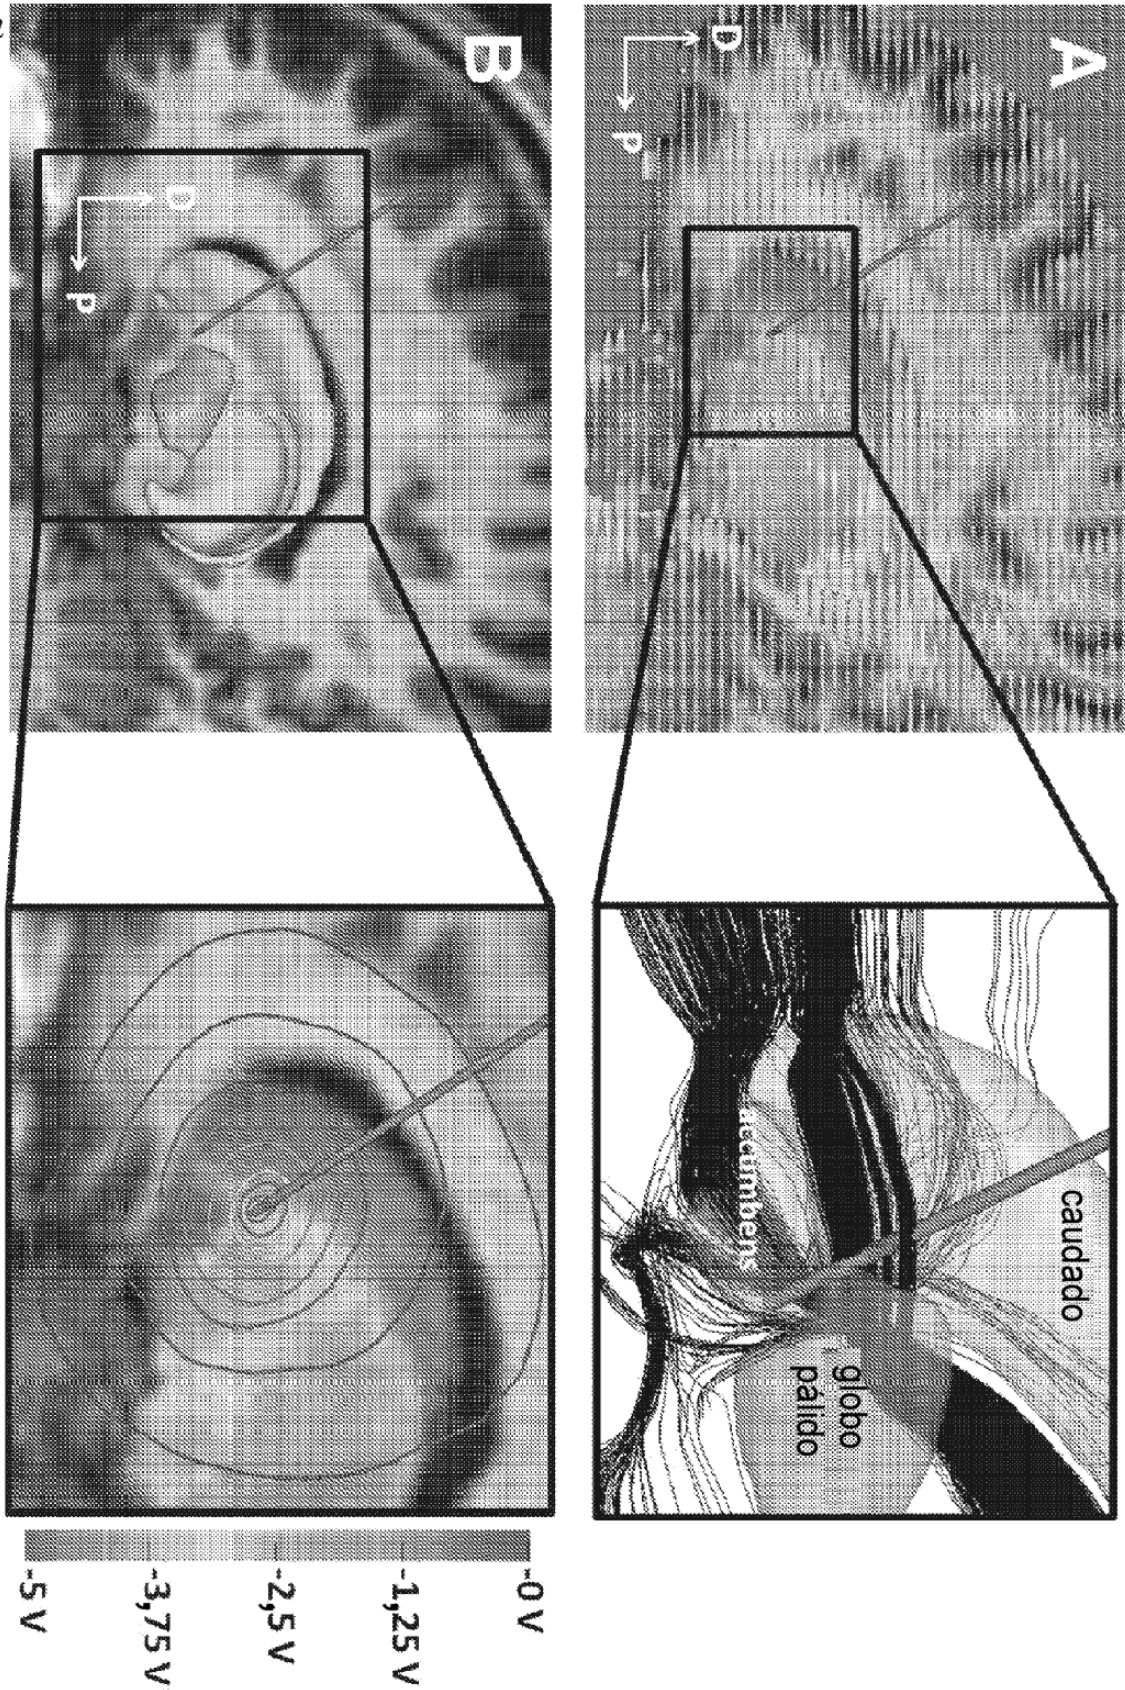 A
D
P
caudado
accumbens
globo
pálido
B
D
P
-0 V
-1,25 V
-2,5 V
-3,75 V
-5 V